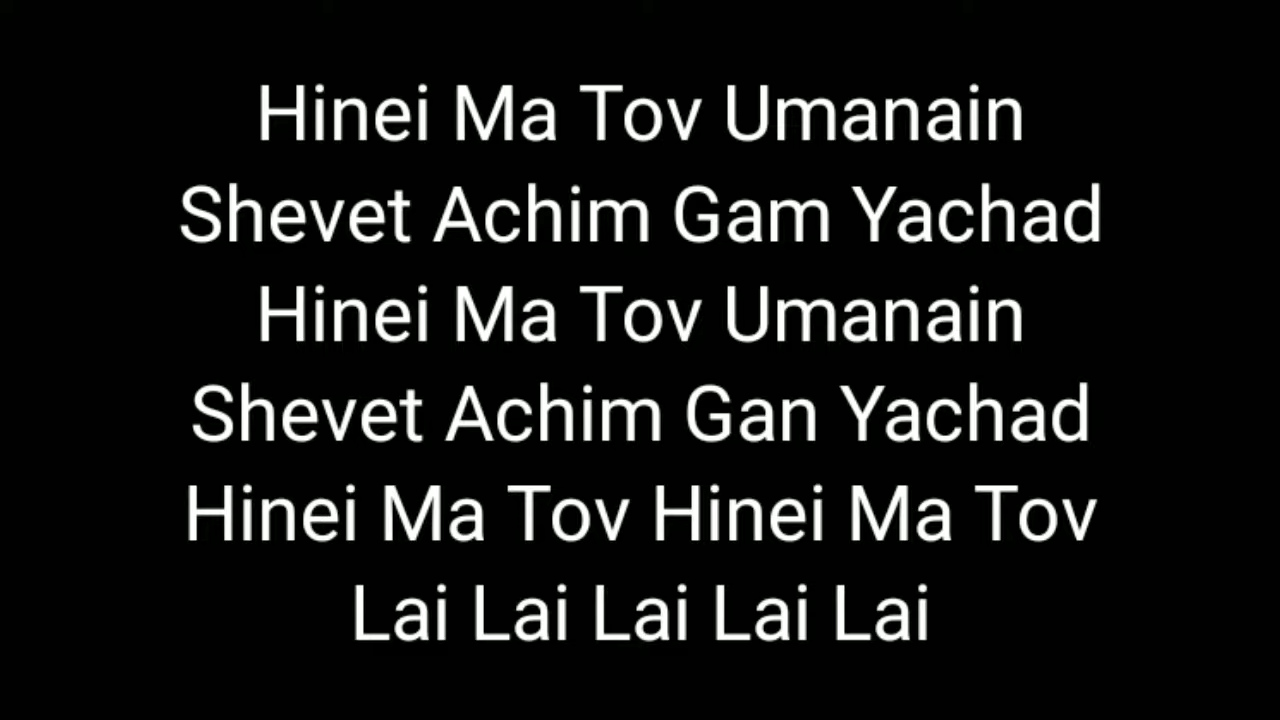 Hinei Ma Tov Umanain
Shevet Achim Gam Yachad
Hinei Ma Tov Umanain
Shevet Achim Gan Yachad
Hinei Ma Tov Hinei Ma Tov
Lai Lai Lai Lai Lai